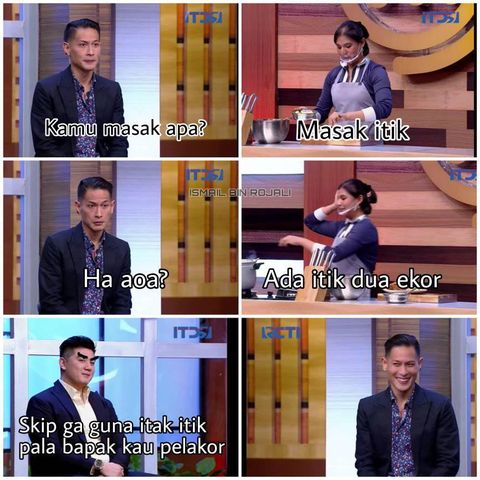 ITDSI
Kamu masak apa?
ITDSI
Masak itik
ITDSI
ISMAIL BIN ROJALI
Ha aoa?
Ada itik dua ekor
ITDSI
Skip ga guna itak itik
pala bapak kau pelakor
RCTI